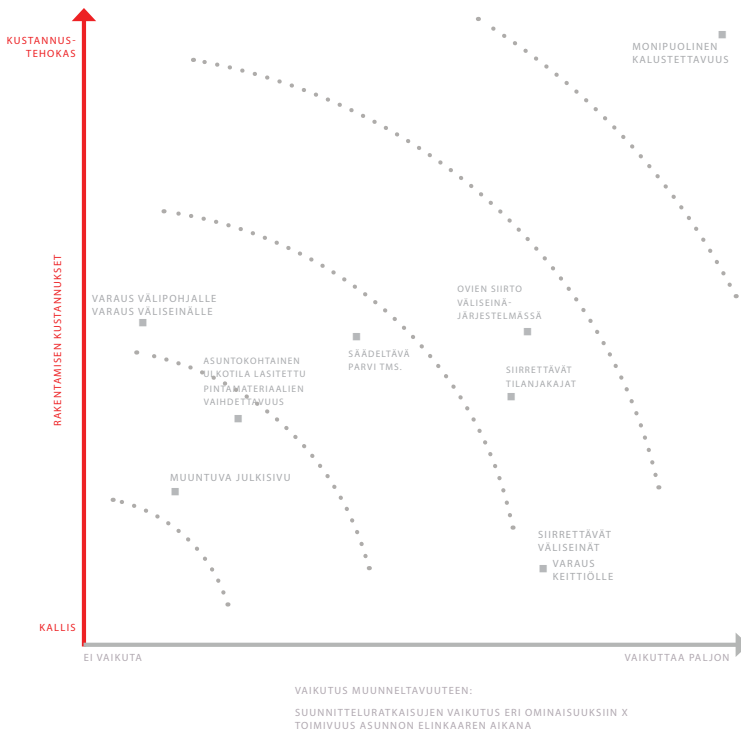 KUSTANNUS-
TEHOKAS
MONIPUOLINEN
KALUSTETTAVUUS
RAKENTAMISEN KUSTANNUKSET
VARAUS VÄLIPOHJALLE
VARAUS VÄLISEINÄLLE
OVIEN SIIRTO
VÄLISEINÄ-
JÄRJESTELMÄSSÄ
ASUNTOKOHTAINEN
ULKOTILA LASITETTU
PINTAMATERIAALIEN
VAIHDETTAVUUS
SÄÄDELTÄVÄ
PARVI TMS.
SIIRRETTÄVÄT
TILANJAKAJAT
MUUNTUVA JULKISIVU
SIIRRETTÄVÄT
VÄLISEINÄT
VARAUS
KEITTIÖLLE
KALLIS
EI VAIKUTA
VAIKUTTAA PALJON
VAIKUTUS MUUNNELTAVUUTEEN:
SUUNNITTELURATKAISUJEN VAIKUTUS ERI OMINAISUUKSIIN X
TOIMIVUUS ASUNNON ELINKAAREN AIKANA